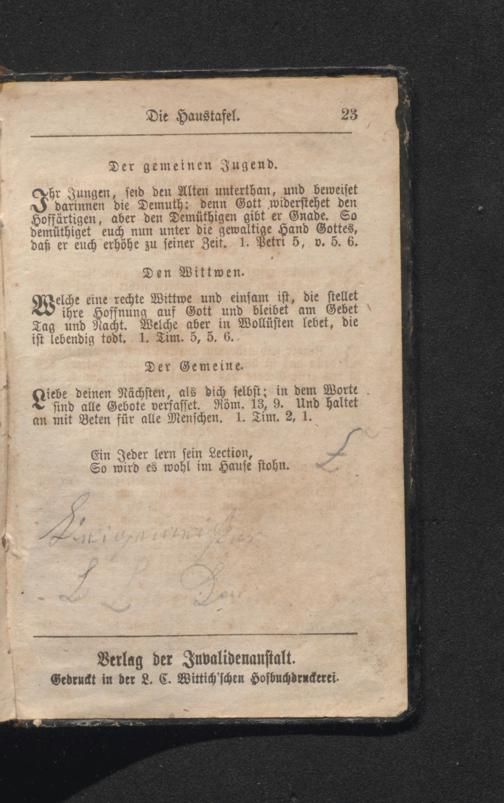 Die Haustafel. 23
Der gemeinen Jugend.
Ihr Jungen, seid den Alten unterthan, und beweiset
darinnen die Demuth: denn Gott widerstehet den
Hoffärtigen, aber den Demüthigen gibt er Gnade. So
demüthiget euch nun unter die gewaltige Hand Gottes,
daß er euch erhöhe zu seiner Zeit. 1. Petri 5, v. 5. 6.
Den Wittwen.
Welche eine rechte Wittwe und einsam ist, die stellet
ihre Hoffnung auf Gott und bleibet am Gebet
Tag und Nacht. Welche aber in Wollüsten lebet, die
ist lebendig todt. 1. Tim. 5, 5. 6.
Der Gemeine.
Liebe deinen Nächsten, als dich selbst; in dem Worte
sind alle Gebote verfasset. Röm. 13, 9. Und haltet
an mit Beten für alle Menschen. 1. Tim. 2, 1.
Ein Jeder lern sein Lection,
So wird es wohl im Hause stohn.
Verlag der Invalidenanstalt.
Gedruckt in der L. C. Wittich'schen Hofbuchdruckerei.